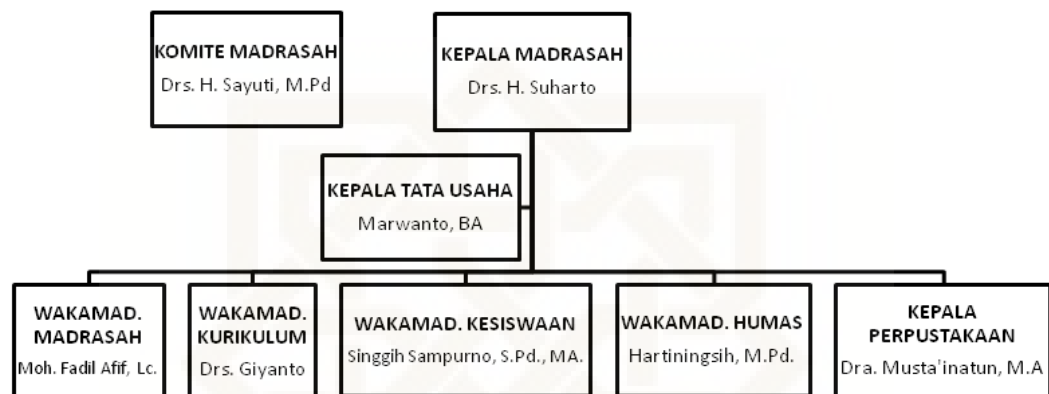 KOMITE MADRASAH
Drs. H. Sayuti, M.Pd
KEPALA MADRASAH
Drs. H. Suharto
KEPALA TATA USAHA
Marwanto, BA
WAKAMAD.
MADRASAH
Moh. Fadil Afif, Lc.
WAKAMAD.
KURIKULUM
Drs. Giyanto
WAKAMAD. KESISWAAN
Singgih Sampurno, S.Pd., MA.
WAKAMAD. HUMAS
Hartiningsih, M.Pd.
KEPALA
PERPUSTAKAAN
Dra. Musta'inatun, M.A